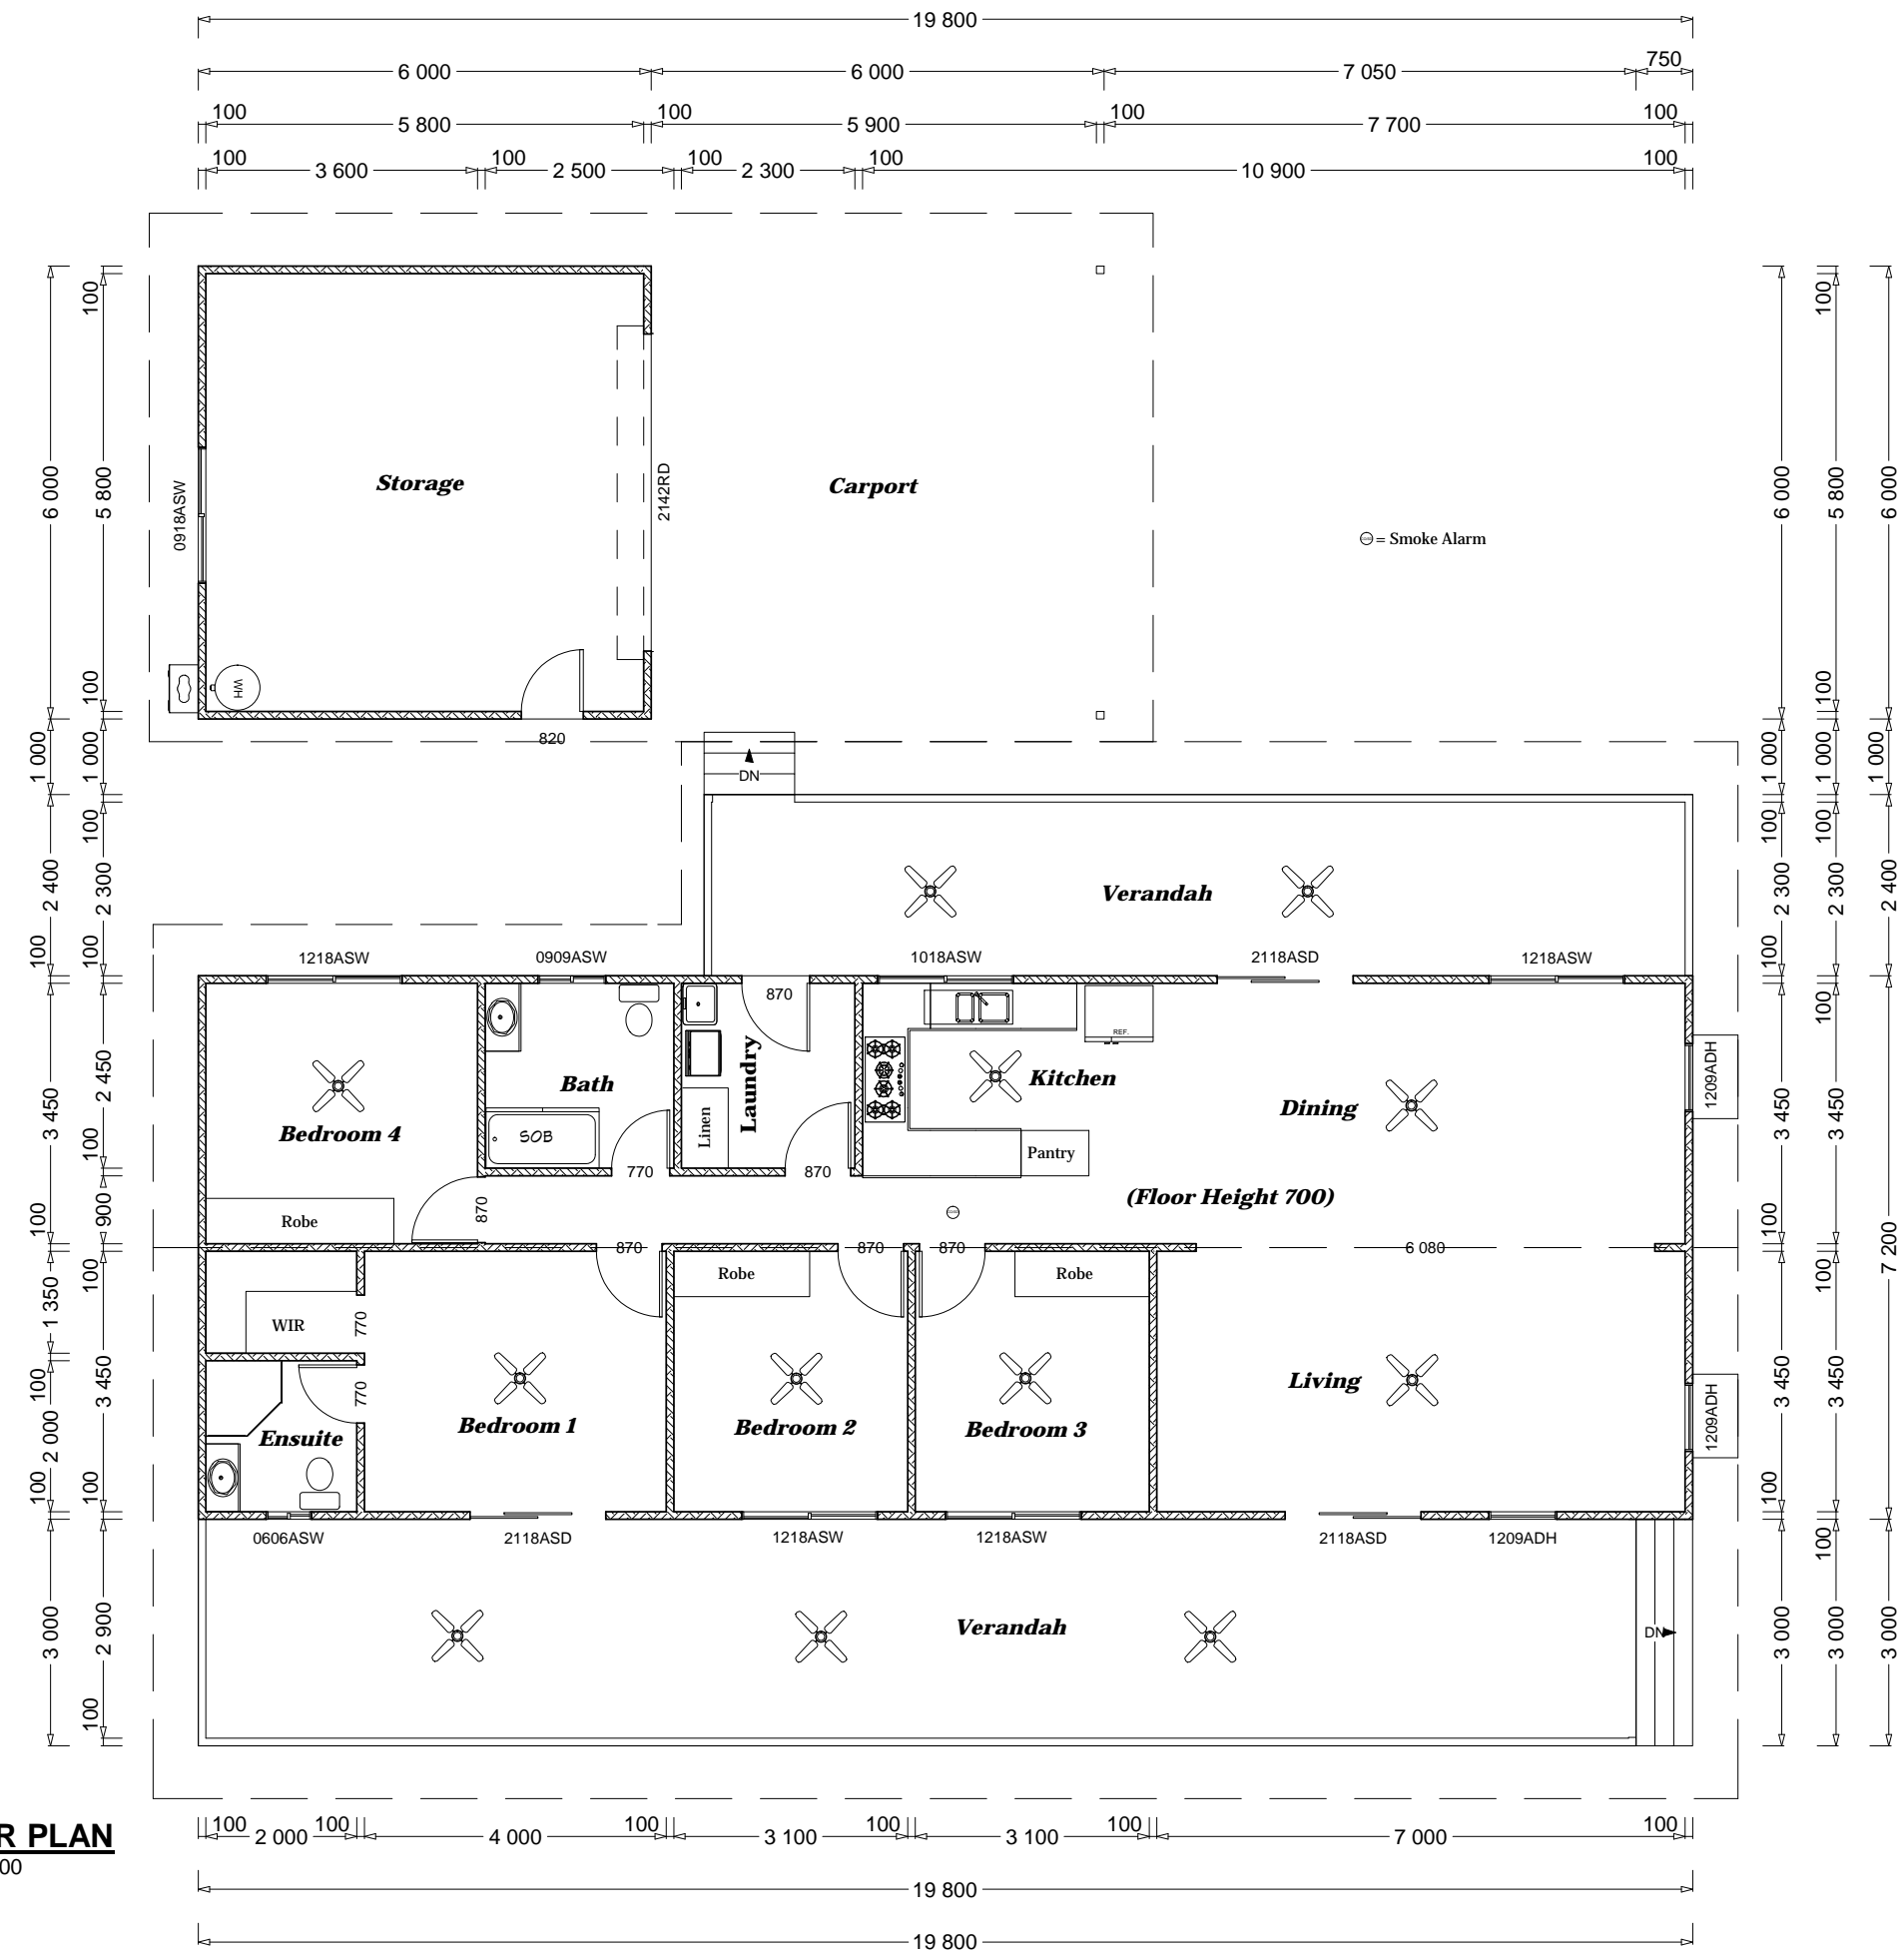 19 800
6 000 6 000 7 050 750
100 5 800 100 5 900 100 7 700 100
100 3 600 100 2 500 100 2 300 100 10 900 100
Storage
Carport
0918ASW
2142RD
= Smoke Alarm
WH
820
DN
Verandah
1218ASW 0909ASW 1018ASW 2118ASD 1218ASW
870
REF.
Bath
Laundry
Kitchen
Dining
1209ADH
Bedroom 4
SOB
Linen
Pantry
770
870
870
(Floor Height 700)
Robe
870 870 870 6 080
Robe
Robe
WIR
770
770
Living
1209ADH
Ensuite
Bedroom 1
Bedroom 2
Bedroom 3
0606ASW 2118ASD 1218ASW 1218ASW 2118ASD 1209ADH
Verandah
DN
6 000
1 000
2 400
100
3 450
100
1 350
100
2 000
100
3 000
100
5 800
100
1 000
100
2 300
100
2 450
100
900
100
3 450
100
2 900
100
6 000
1 000
100
2 300
100
3 450
100
3 450
100
3 000
100
5 800
100
1 000
100
2 300
100
3 450
100
3 450
100
3 000
6 000
1 000
2 400
7 200
3 000
R PLAN
00
100 2 000 100 4 000 100 3 100 100 3 100 100 7 000 100
19 800
19 800